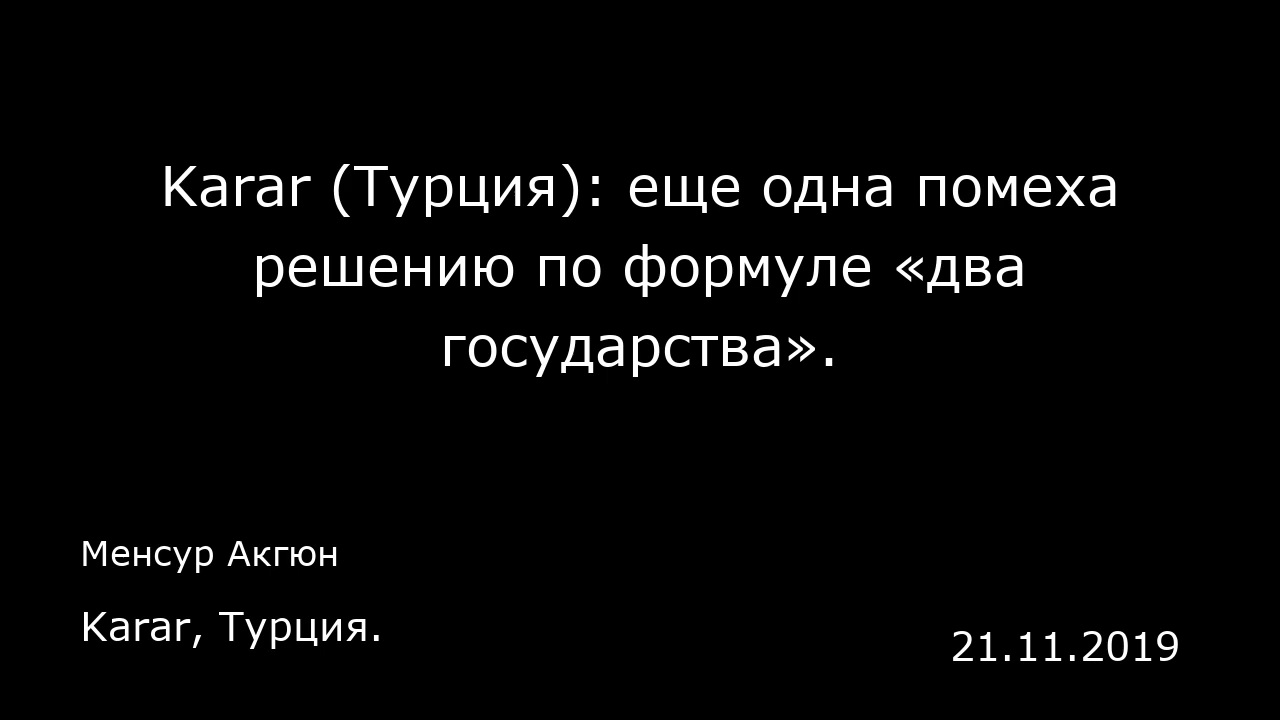 Karar (Турция): еще одна помеха
решению по формуле «два
государства».
Менсур Акгюн
Karar, Турция.
21.11.2019